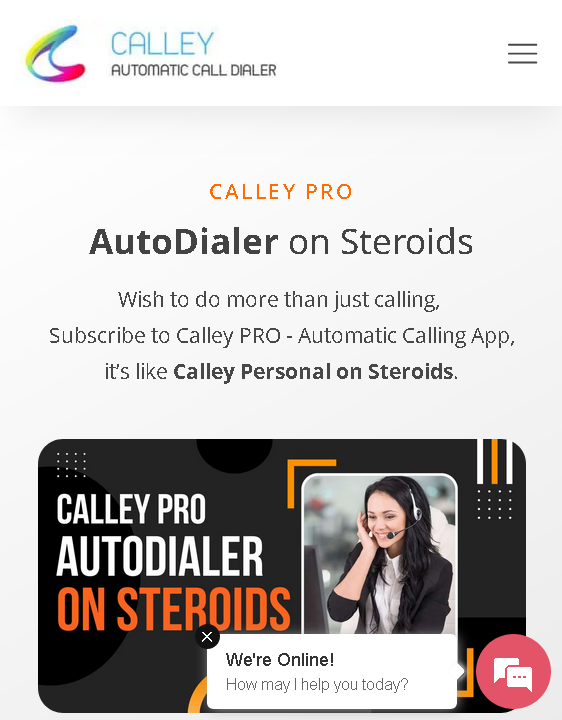 CALLEY
AUTOMATIC CALL DIALER
CALLEY PRO
AutoDialer on Steroids
Wish to do more than just calling,
Subscribe to Calley PRO - Automatic Calling App,
it’s like Calley Personal on Steroids.
CALLEY PRO
AUTODIALER
ON STEROIDS
We're Online!
How may I help you today?